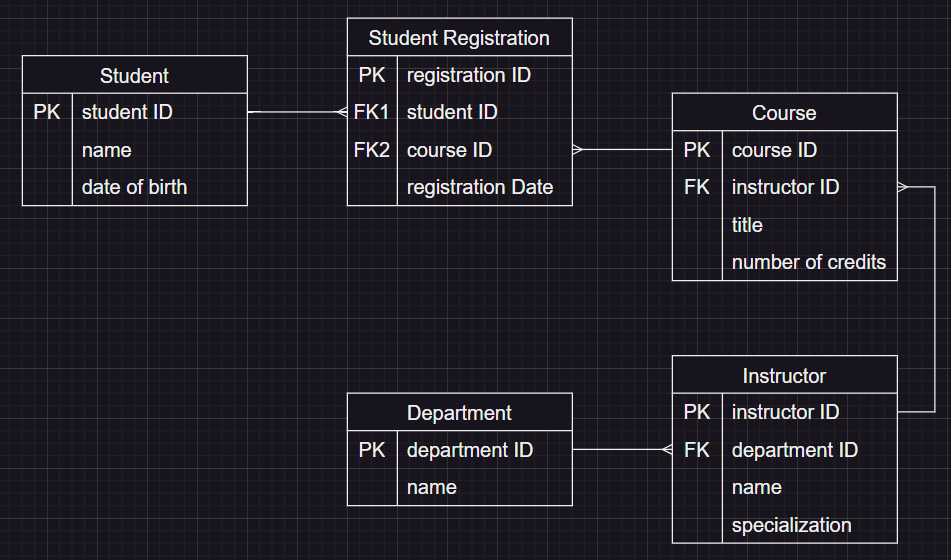 Student
PK student ID
name
date of birth
Student Registration
PK registration ID
FK1 student ID
FK2 course ID
registration Date
Course
PK course ID
FK instructor ID
title
number of credits
Department
PK department ID
name
Instructor
PK instructor ID
FK department ID
name
specialization